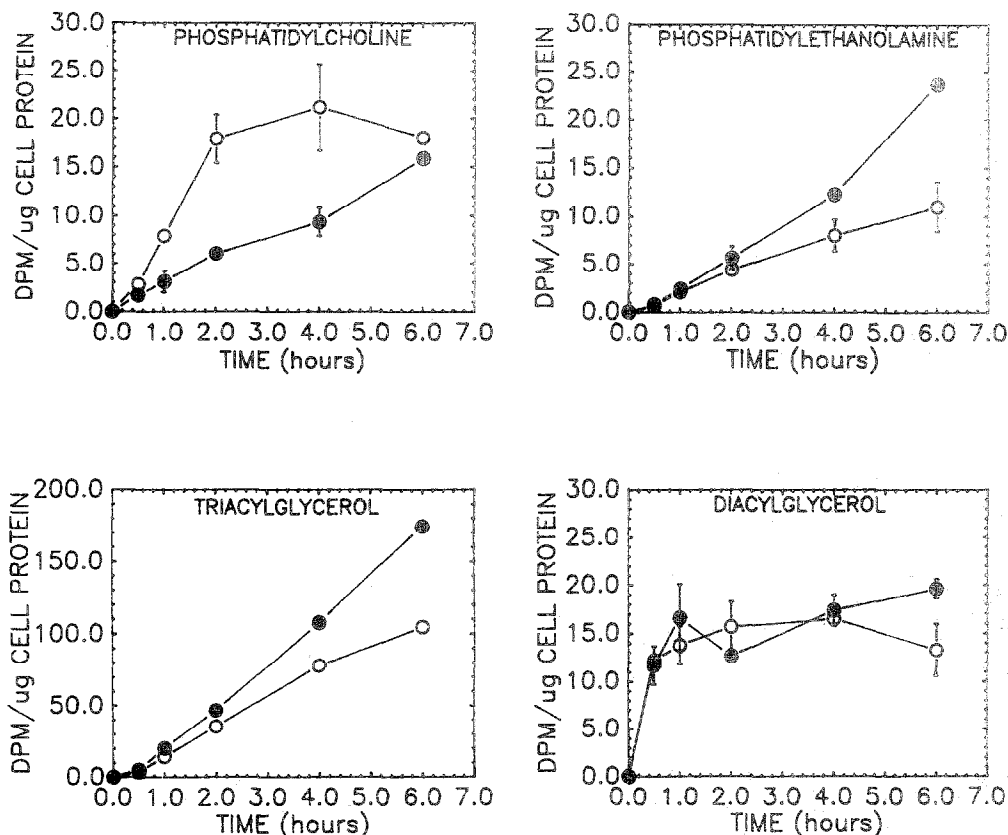 PHOSPHATIDYLCHOLINE
DPM/ug CELL PROTEIN
30.0
25.0
20.0
15.0
10.0
5.0
0.0
0.0 1.0 2.0 3.0 4.0 5.0 6.0 7.0
TIME (hours)
PHOSPHATIDYLETHANOLAMINE
DPM/ug CELL PROTEIN
30.0
25.0
20.0
15.0
10.0
5.0
0.0
0.0 1.0 2.0 3.0 4.0 5.0 6.0 7.0
TIME (hours)
TRIACYLGLYCEROL
DPM/ug CELL PROTEIN
200.0
150.0
100.0
50.0
0.0
0.0 1.0 2.0 3.0 4.0 5.0 6.0 7.0
TIME (hours)
DIACYLGLYCEROL
DPM/ug CELL PROTEIN
30.0
25.0
20.0
15.0
10.0
5.0
0.0
0.0 1.0 2.0 3.0 4.0 5.0 6.0 7.0
TIME (hours)